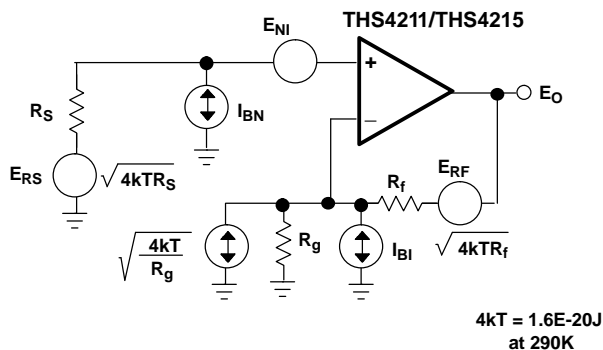 THS4211/THS4215
E_NI
+
R_S
I_BN
_
E_O
E_RS
√4kTR_S
R_f
E_RF
√(4kT/R_g)
R_g
I_BI
√4kTR_f
4kT = 1.6E-20J
at 290K